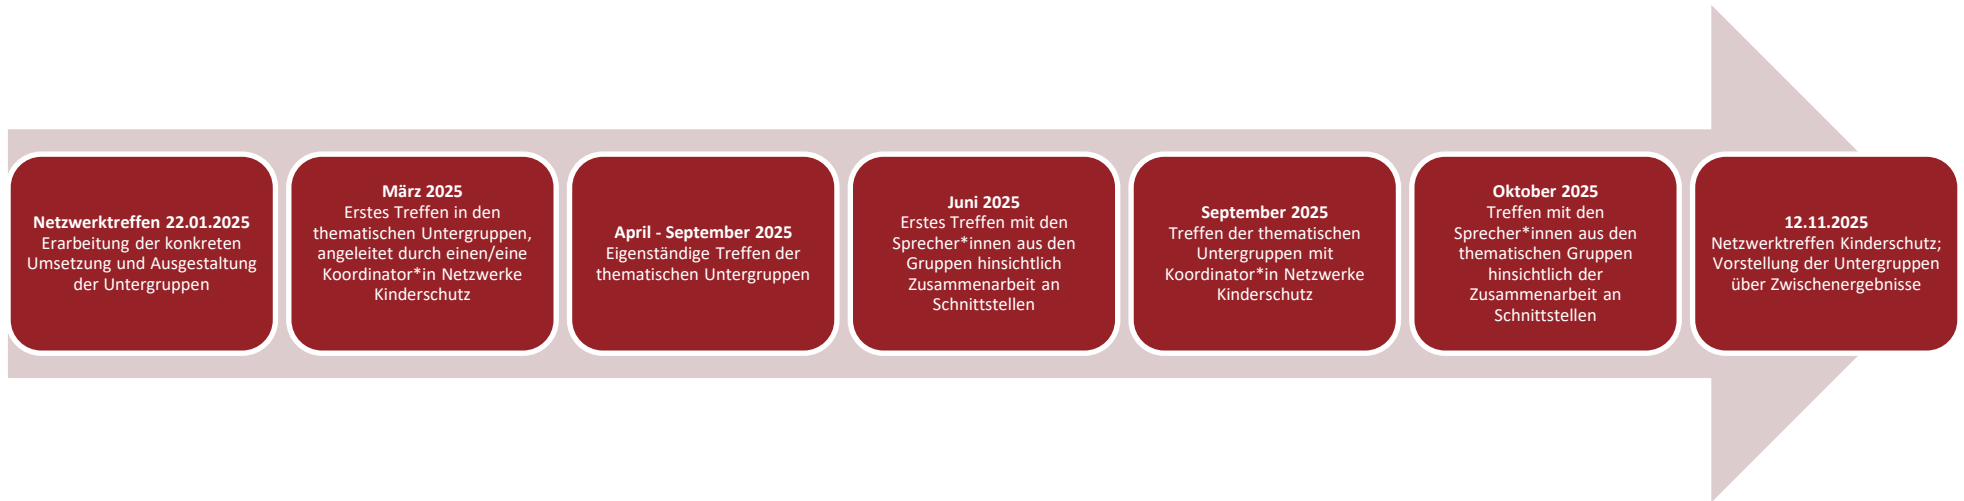 Netzwerktreffen 22.01.2025
Erarbeitung der konkreten
Umsetzung und Ausgestaltung
der Untergruppen
März 2025
Erstes Treffen in den
thematischen Untergruppen,
angeleitet durch einen/eine
Koordinator*in Netzwerke
Kinderschutz
April - September 2025
Eigenständige Treffen der
thematischen Untergruppen
Juni 2025
Erstes Treffen mit den
Sprecher*innen aus den
Gruppen hinsichtlich
Zusammenarbeit an
Schnittstellen
September 2025
Treffen der thematischen
Untergruppen mit
Koordinator*in Netzwerke
Kinderschutz
Oktober 2025
Treffen mit den
Sprecher*innen aus den
thematischen Gruppen
hinsichtlich der
Zusammenarbeit an
Schnittstellen
12.11.2025
Netzwerktreffen Kinderschutz;
Vorstellung der Untergruppen
über Zwischenergebnisse